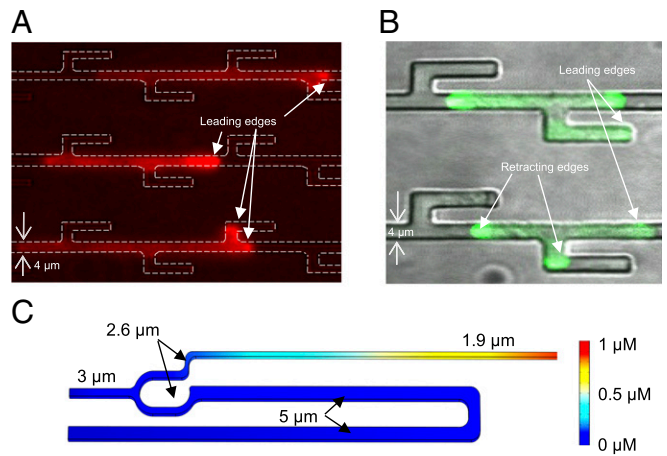 A
B
Leading edges
Leading edges
Retracting edges
4 µm
4 µm
C
2.6 µm
3 µm
1.9 µm
5 µm
1 µM
0.5 µM
0 µM